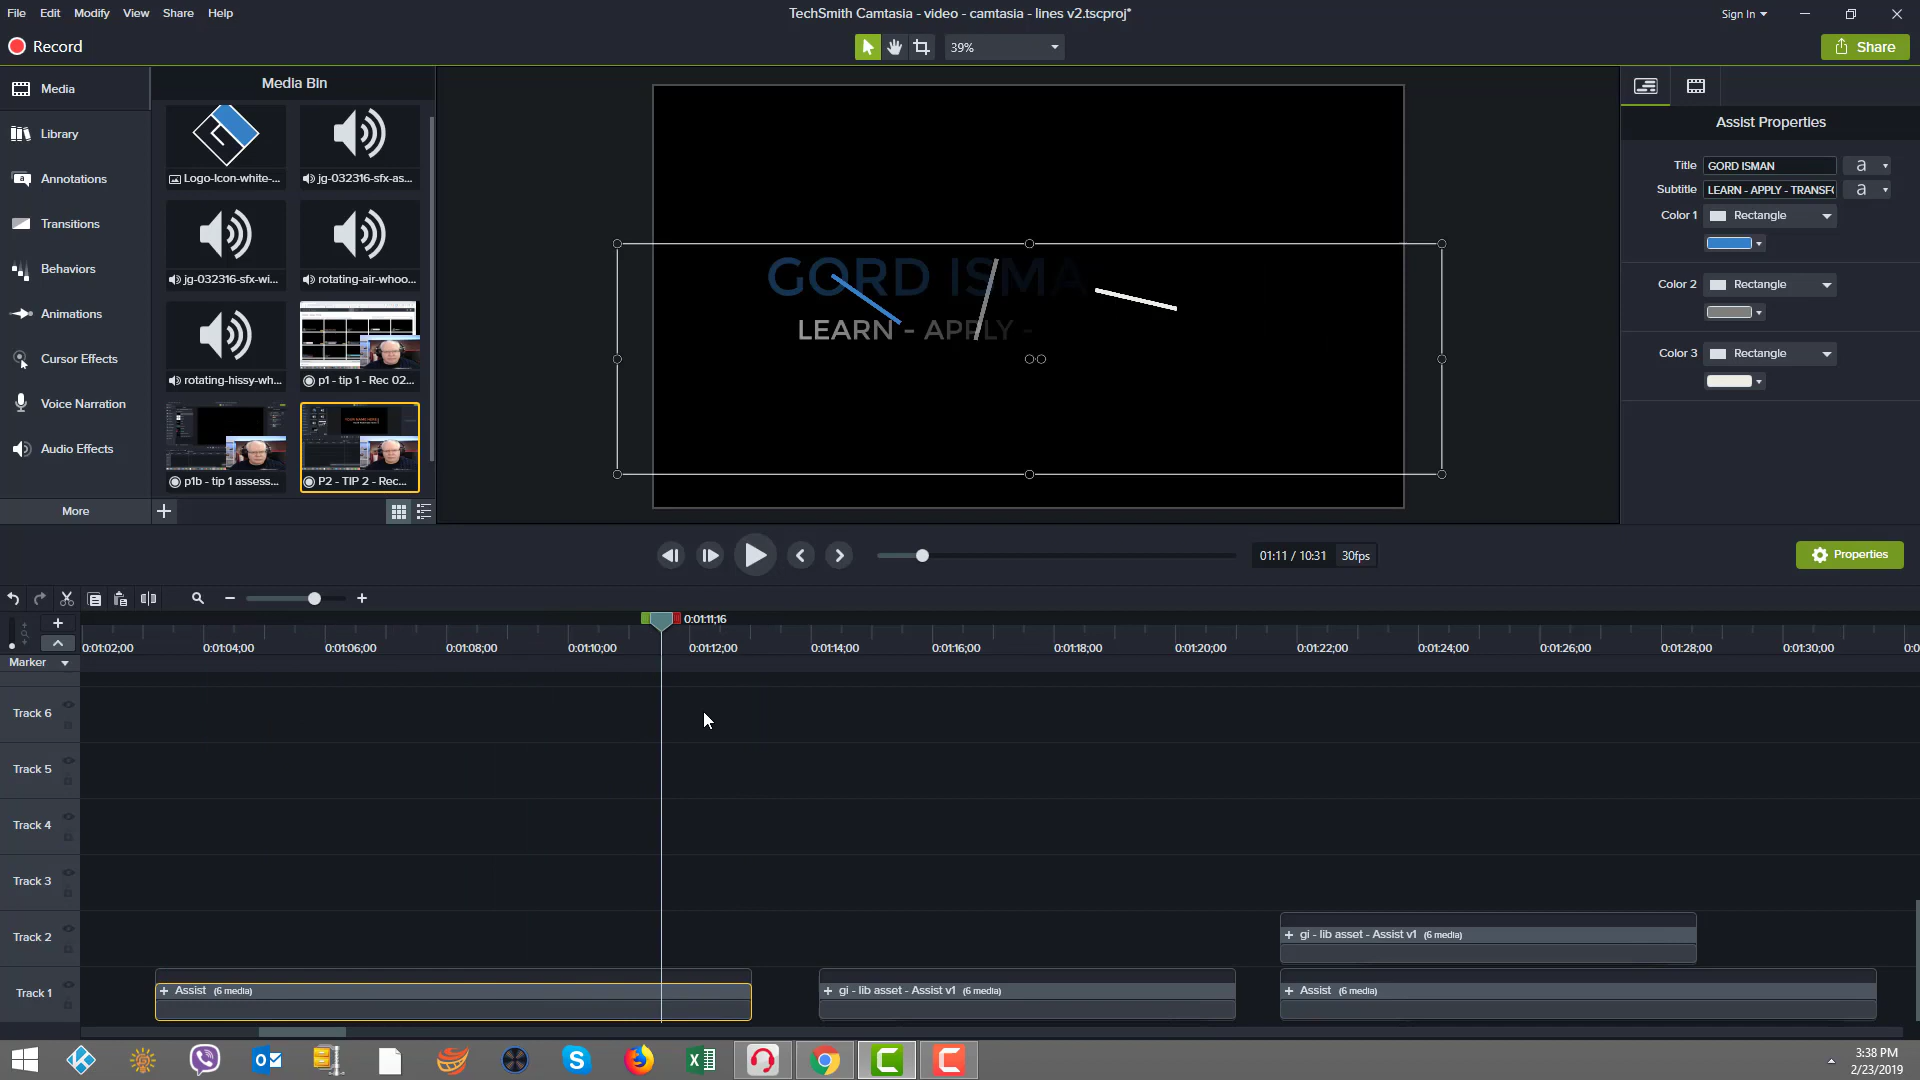 File Edit Modify View Share Help
TechSmith Camtasia - video - camtasia - lines v2.tscproj*
Sign In
Record
39%
Share
Media
Library
Annotations
Transitions
Behaviors
Animations
Cursor Effects
Voice Narration
Audio Effects
More
Media Bin
Logo-Icon-white-...
jg-032316-sfx-as...
jg-032316-sfx-wi...
rotating-air-whoo...
rotating-hissy-wh...
p1 - tip 1 - Rec 02...
p1b - tip 1 assess...
P2 - TIP 2 - Rec...
GORD ISMA
LEARN - APPLY -
Assist Properties
Title GORD ISMAN a
Subtitle LEARN - APPLY - TRANSF( a
Color 1 Rectangle
Color 2 Rectangle
Color 3 Rectangle
01:11 / 10:31 30fps
Properties
0:01:11;16
0:01:02;00 0:01:04;00 0:01:06;00 0:01:08;00 0:01:10;00 0:01:12;00 0:01:14;00 0:01:16;00 0:01:18;00 0:01:20;00 0:01:22;00 0:01:24;00 0:01:26;00 0:01:28;00 0:01:30;00 0:0
Marker
Track 6
Track 5
Track 4
Track 3
Track 2
+ gi - lib asset - Assist v1 (6 media)
Track 1
+ Assist (6 media)
+ gi - lib asset - Assist v1 (6 media)
+ Assist (6 media)
3:38 PM
2/23/2019